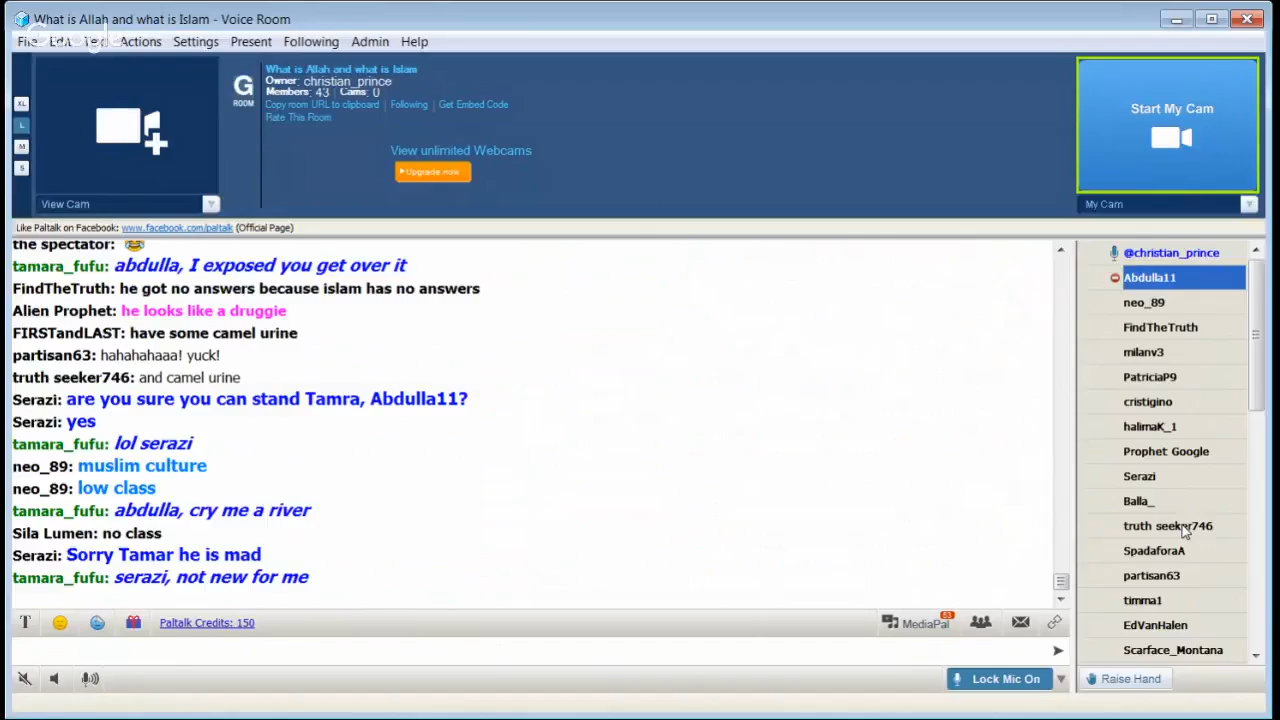 What is Allah and what is Islam - Voice Room
Google
File Edit Text Actions Settings Present Following Admin Help
XL
L
M
S
G
ROOM
What is Allah and what is Islam
Owner: christian_prince
Members: 43 | Cams: 0
Copy room URL to clipboard | Following | Get Embed Code
Rate This Room
View unlimited Webcams
Upgrade now
Start My Cam
View Cam
My Cam
Like Paltalk on Facebook: www.facebook.com/paltalk (Official Page)
the spectator:
tamara_fufu: abdulla, I exposed you get over it
FindTheTruth: he got no answers because islam has no answers
Alien Prophet: he looks like a druggie
FIRSTandLAST: have some camel urine
partisan63: hahahahaaa! yuck!
truth seeker746: and camel urine
Serazi: are you sure you can stand Tamra, Abdulla11?
Serazi: yes
tamara_fufu: lol serazi
neo_89: muslim culture
neo_89: low class
tamara_fufu: abdulla, cry me a river
Sila Lumen: no class
Serazi: Sorry Tamar he is mad
tamara_fufu: serazi, not new for me
@christian_prince
Abdulla11
neo_89
FindTheTruth
milanv3
PatriciaP9
cristigino
halimaK_1
Prophet Google
Serazi
Balla_
truth seeker746
SpadaforaA
partisan63
timma1
EdVanHalen
Scarface_Montana
T
Paltalk Credits: 150
MediaPal
53
Lock Mic On
Raise Hand